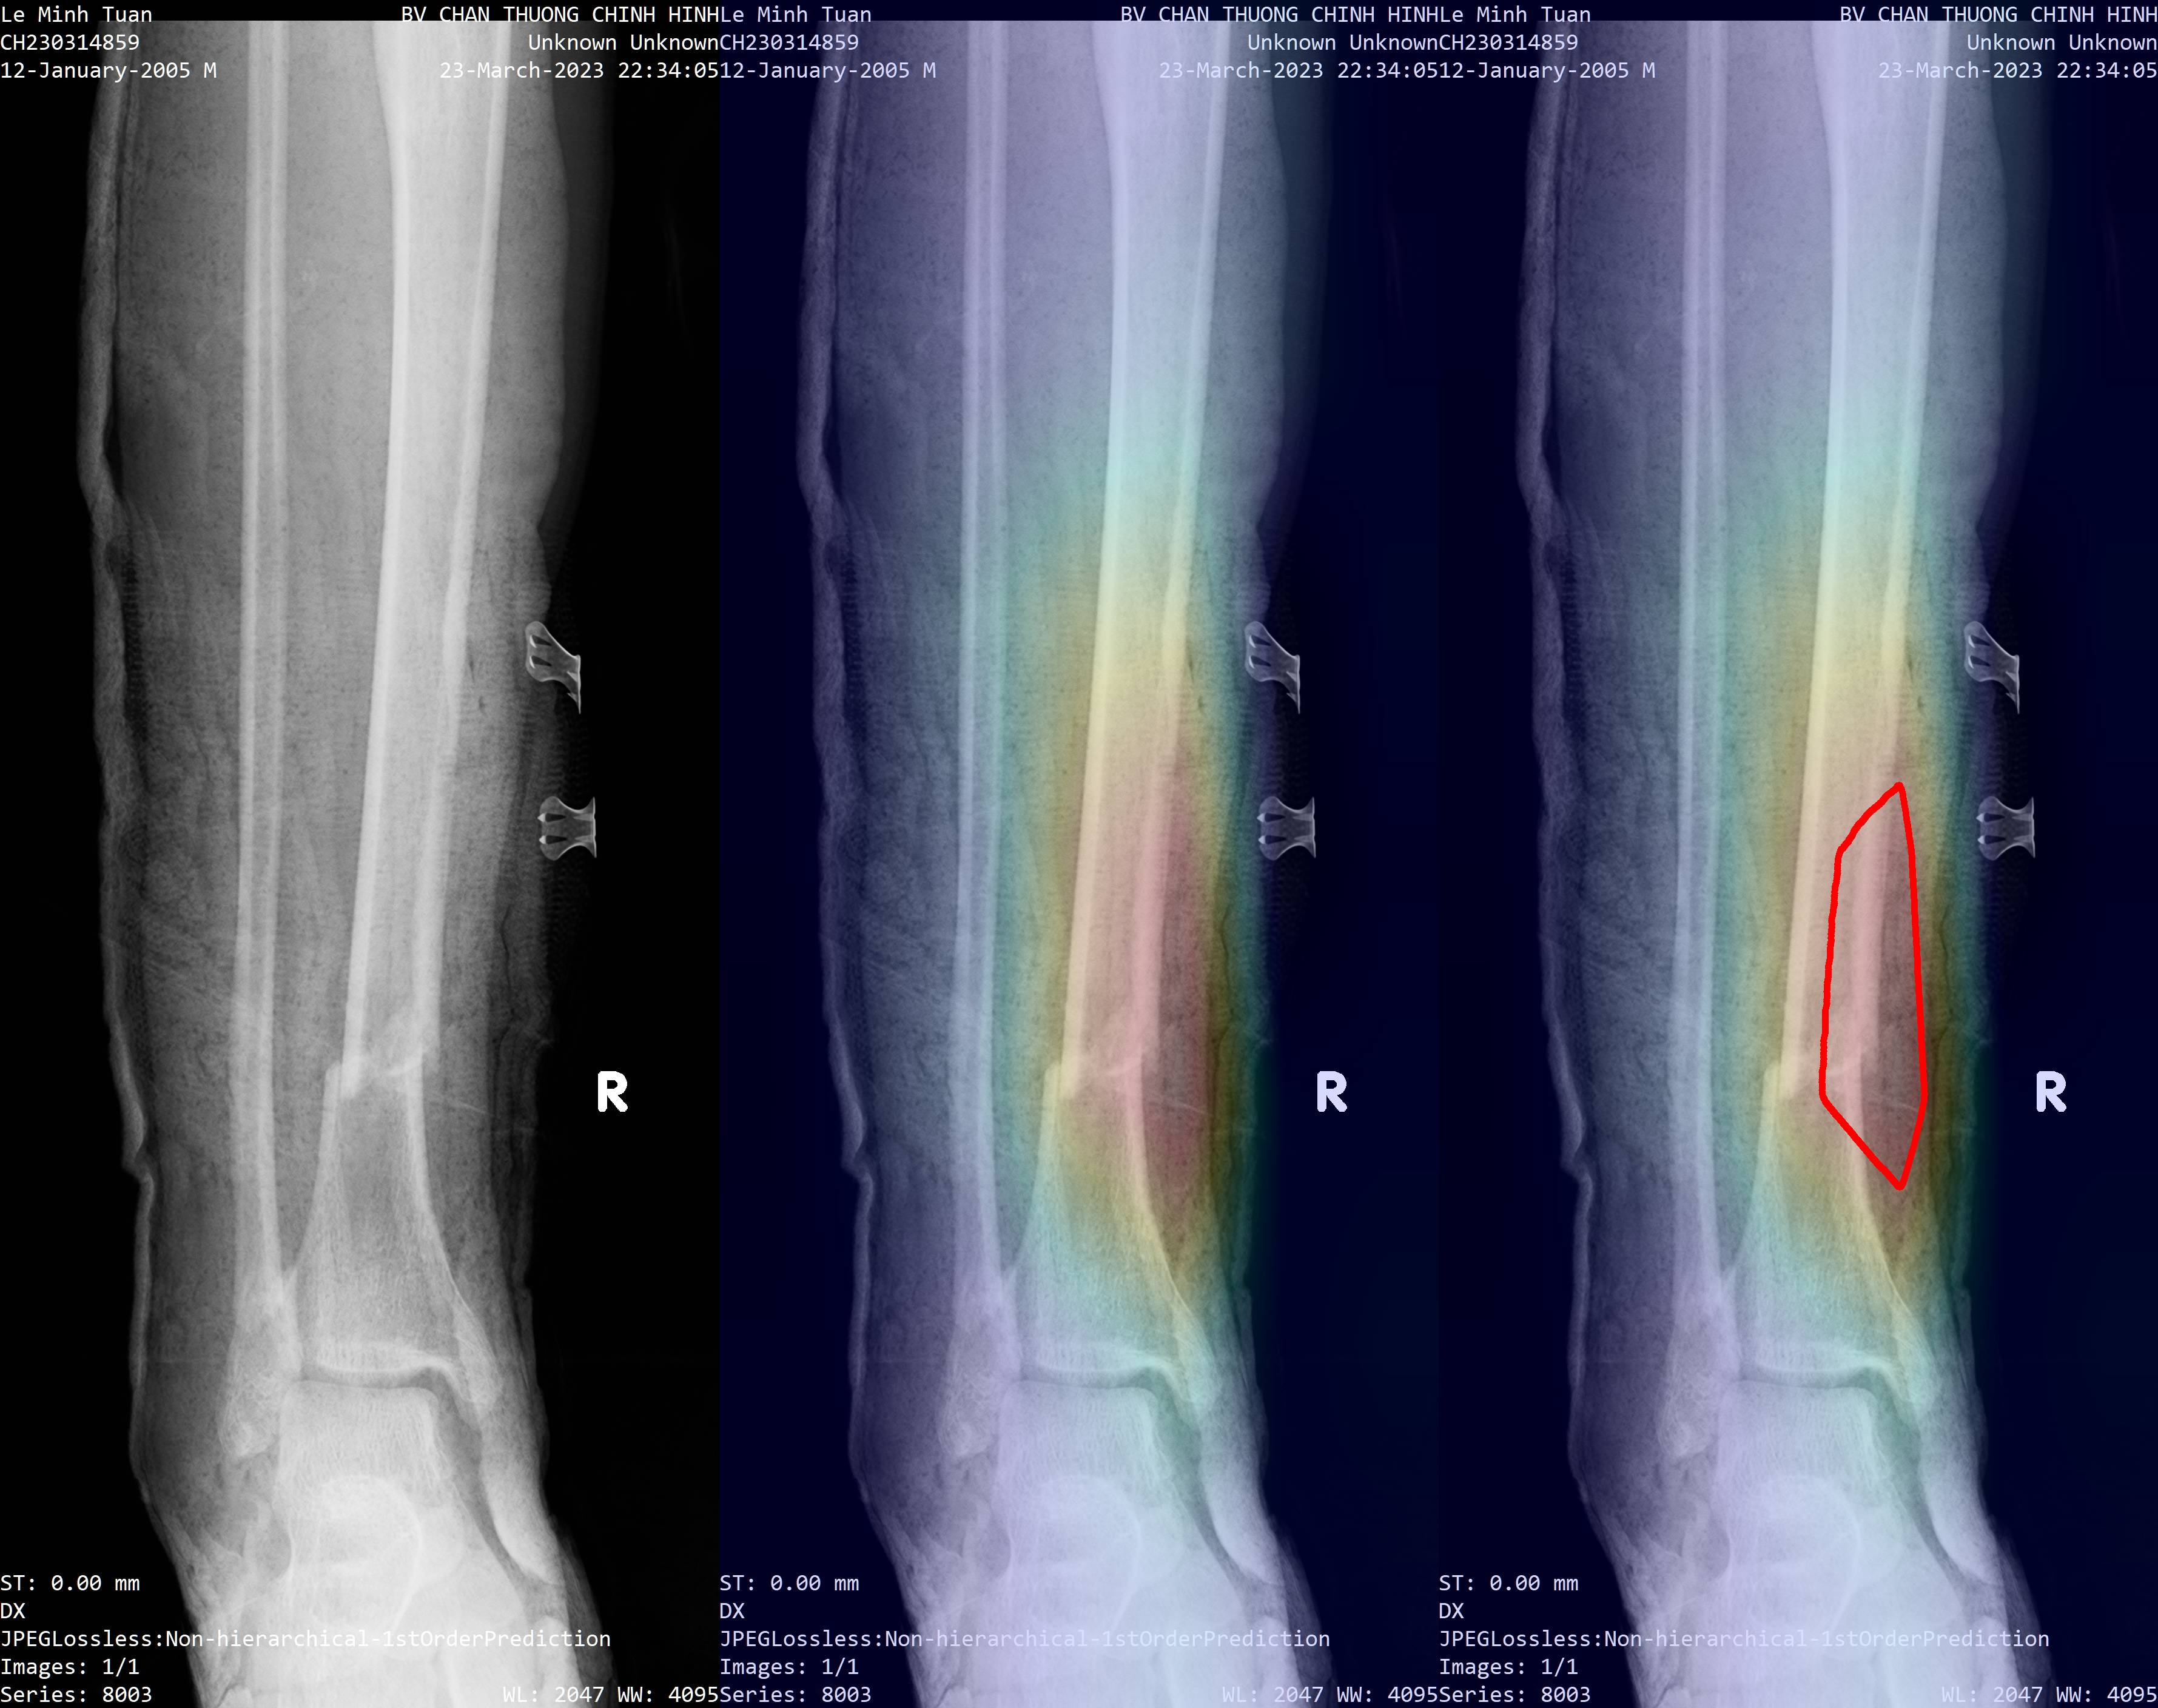 Le Minh Tuan
BV CHAN THUONG CHINH HINH
CH230314859
Unknown Unknown
12-January-2005 M
23-March-2023 22:34:05
R
ST: 0.00 mm
DX
JPEGLossless:Non-hierarchical-1stOrderPrediction
Images: 1/1
Series: 8003
WL: 2047 WW: 4095
Le Minh Tuan
BV CHAN THUONG CHINH HINH
CH230314859
Unknown Unknown
12-January-2005 M
23-March-2023 22:34:05
R
ST: 0.00 mm
DX
JPEGLossless:Non-hierarchical-1stOrderPrediction
Images: 1/1
Series: 8003
WL: 2047 WW: 4095
Le Minh Tuan
BV CHAN THUONG CHINH HINH
CH230314859
Unknown Unknown
12-January-2005 M
23-March-2023 22:34:05
R
ST: 0.00 mm
DX
JPEGLossless:Non-hierarchical-1stOrderPrediction
Images: 1/1
Series: 8003
WL: 2047 WW: 4095